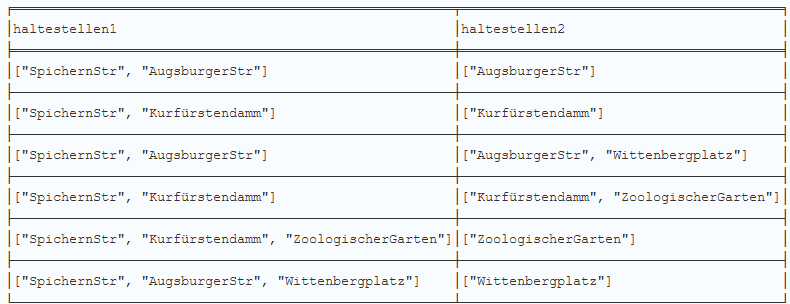 haltestellen1 haltestellen2
["SpichernStr", "AugsburgerStr"] ["AugsburgerStr"]
["SpichernStr", "Kurfürstendamm"] ["Kurfürstendamm"]
["SpichernStr", "AugsburgerStr"] ["AugsburgerStr", "Wittenbergplatz"]
["SpichernStr", "Kurfürstendamm"] ["Kurfürstendamm", "ZoologischerGarten"]
["SpichernStr", "Kurfürstendamm", "ZoologischerGarten"] ["ZoologischerGarten"]
["SpichernStr", "AugsburgerStr", "Wittenbergplatz"] ["Wittenbergplatz"]